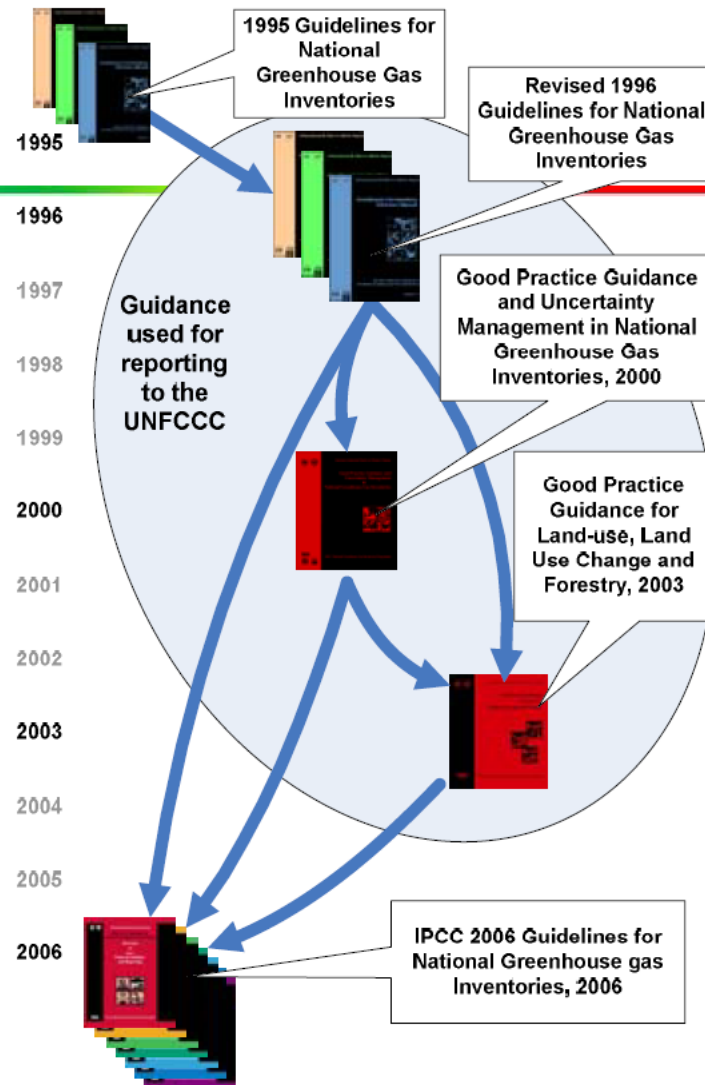 1995 Guidelines for
National
Greenhouse Gas
Inventories
Revised 1996
Guidelines for National
Greenhouse Gas
Inventories
1995
1996
1997
1998
1999
2000
2001
2002
2003
2004
2005
2006
Guidance
used for
reporting
to the
UNFCCC
Good Practice Guidance
and Uncertainty
Management in National
Greenhouse Gas
Inventories, 2000
Good Practice
Guidance for
Land-use, Land
Use Change and
Forestry, 2003
IPCC 2006 Guidelines for
National Greenhouse gas
Inventories, 2006